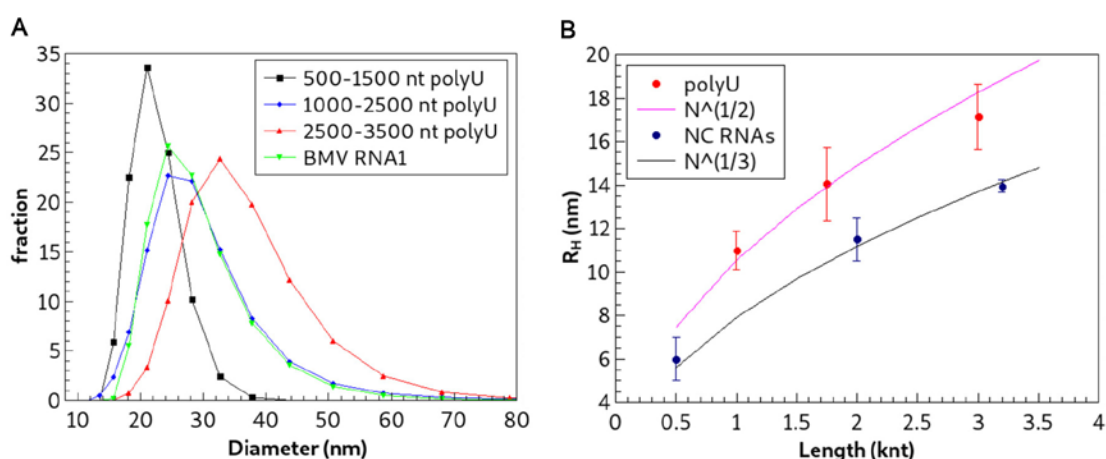 A
35
30
25
20
15
10
5
0
fraction
10 20 30 40 50 60 70 80
Diameter (nm)
500-1500 nt polyU
1000-2500 nt polyU
2500-3500 nt polyU
BMV RNA1
B
20
18
16
14
12
10
8
6
4
R_H (nm)
0 0.5 1 1.5 2 2.5 3 3.5 4
Length (knt)
polyU
N^(1/2)
NC RNAs
N^(1/3)